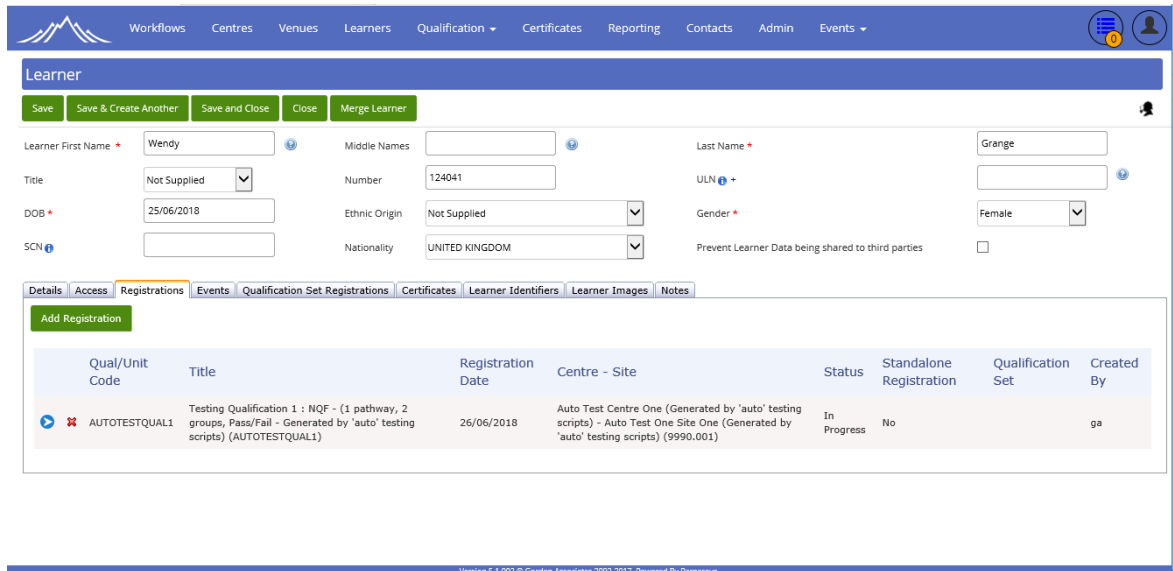 Workflows Centres Venues Learners Qualification Certificates Reporting Contacts Admin Events 0
Learner
Save Save & Create Another Save and Close Close Merge Learner
Learner First Name * Wendy Middle Names Last Name * Grange
Title Not Supplied Number 124041 ULN +
DOB * 25/06/2018 Ethnic Origin Not Supplied Gender * Female
SCN Nationality UNITED KINGDOM Prevent Learner Data being shared to third parties
Details Access Registrations Events Qualification Set Registrations Certificates Learner Identifiers Learner Images Notes
Add Registration
Qual/Unit Code Title Registration Date Centre - Site Status Standalone Registration Qualification Set Created By
AUTOTESTQUAL1
Testing Qualification 1 : NQF - (1 pathway, 2
groups, Pass/Fail - Generated by 'auto' testing
scripts) (AUTOTESTQUAL1)
26/06/2018
Auto Test Centre One (Generated by 'auto' testing
scripts) - Auto Test One Site One (Generated by
'auto' testing scripts) (9990.001)
In
Progress
No
ga